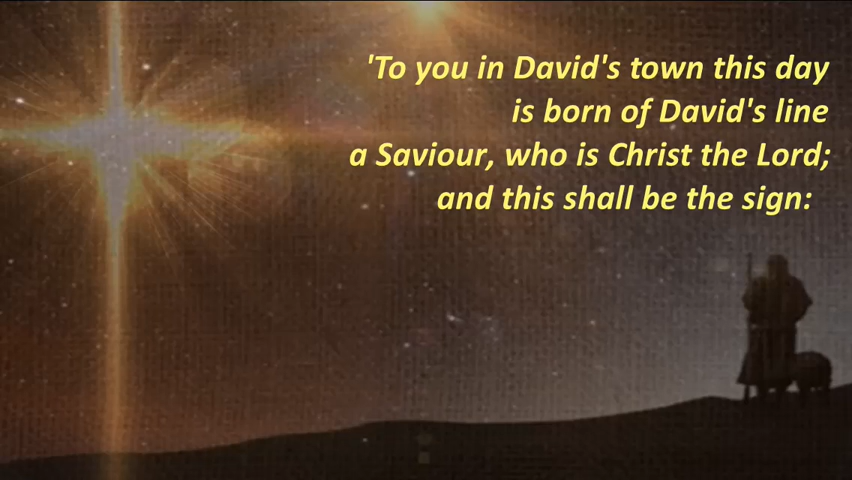 'To you in David's town this day
is born of David's line
a Saviour, who is Christ the Lord;
and this shall be the sign: